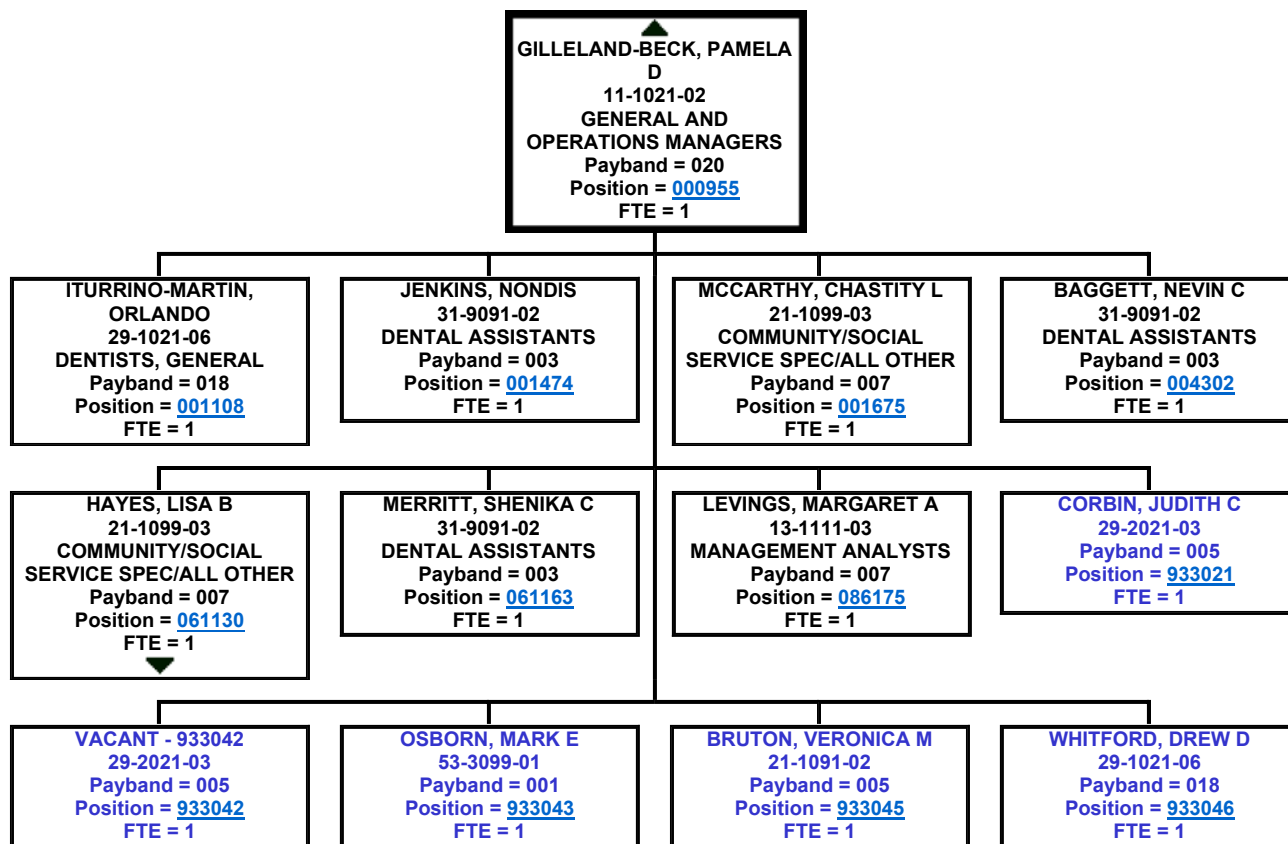 GILLELAND-BECK, PAMELA
D
11-1021-02
GENERAL AND
OPERATIONS MANAGERS
Payband = 020
Position = 000955
FTE = 1
ITURRINO-MARTIN,
ORLANDO
29-1021-06
DENTISTS, GENERAL
Payband = 018
Position = 001108
FTE = 1
JENKINS, NONDIS
31-9091-02
DENTAL ASSISTANTS
Payband = 003
Position = 001474
FTE = 1
MCCARTHY, CHASTITY L
21-1099-03
COMMUNITY/SOCIAL
SERVICE SPEC/ALL OTHER
Payband = 007
Position = 001675
FTE = 1
BAGGETT, NEVIN C
31-9091-02
DENTAL ASSISTANTS
Payband = 003
Position = 004302
FTE = 1
HAYES, LISA B
21-1099-03
COMMUNITY/SOCIAL
SERVICE SPEC/ALL OTHER
Payband = 007
Position = 061130
FTE = 1
MERRITT, SHENIKA C
31-9091-02
DENTAL ASSISTANTS
Payband = 003
Position = 061163
FTE = 1
LEVINGS, MARGARET A
13-1111-03
MANAGEMENT ANALYSTS
Payband = 007
Position = 086175
FTE = 1
CORBIN, JUDITH C
29-2021-03
Payband = 005
Position = 933021
FTE = 1
VACANT - 933042
29-2021-03
Payband = 005
Position = 933042
FTE = 1
OSBORN, MARK E
53-3099-01
Payband = 001
Position = 933043
FTE = 1
BRUTON, VERONICA M
21-1091-02
Payband = 005
Position = 933045
FTE = 1
WHITFORD, DREW D
29-1021-06
Payband = 018
Position = 933046
FTE = 1